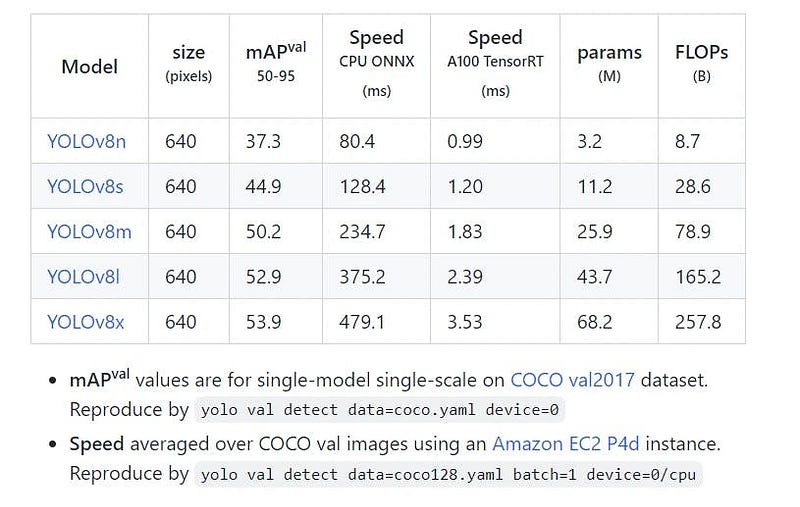 Model size (pixels) mAPval 50-95 Speed CPU ONNX (ms) Speed A100 TensorRT (ms) params (M) FLOPs (B)
YOLOv8n 640 37.3 80.4 0.99 3.2 8.7
YOLOv8s 640 44.9 128.4 1.20 11.2 28.6
YOLOv8m 640 50.2 234.7 1.83 25.9 78.9
YOLOv8l 640 52.9 375.2 2.39 43.7 165.2
YOLOv8x 640 53.9 479.1 3.53 68.2 257.8
• mAPval values are for single-model single-scale on COCO val2017 dataset.
Reproduce by yolo val detect data=coco.yaml device=0
• Speed averaged over COCO val images using an Amazon EC2 P4d instance.
Reproduce by yolo val detect data=coco128.yaml batch=1 device=0/cpu